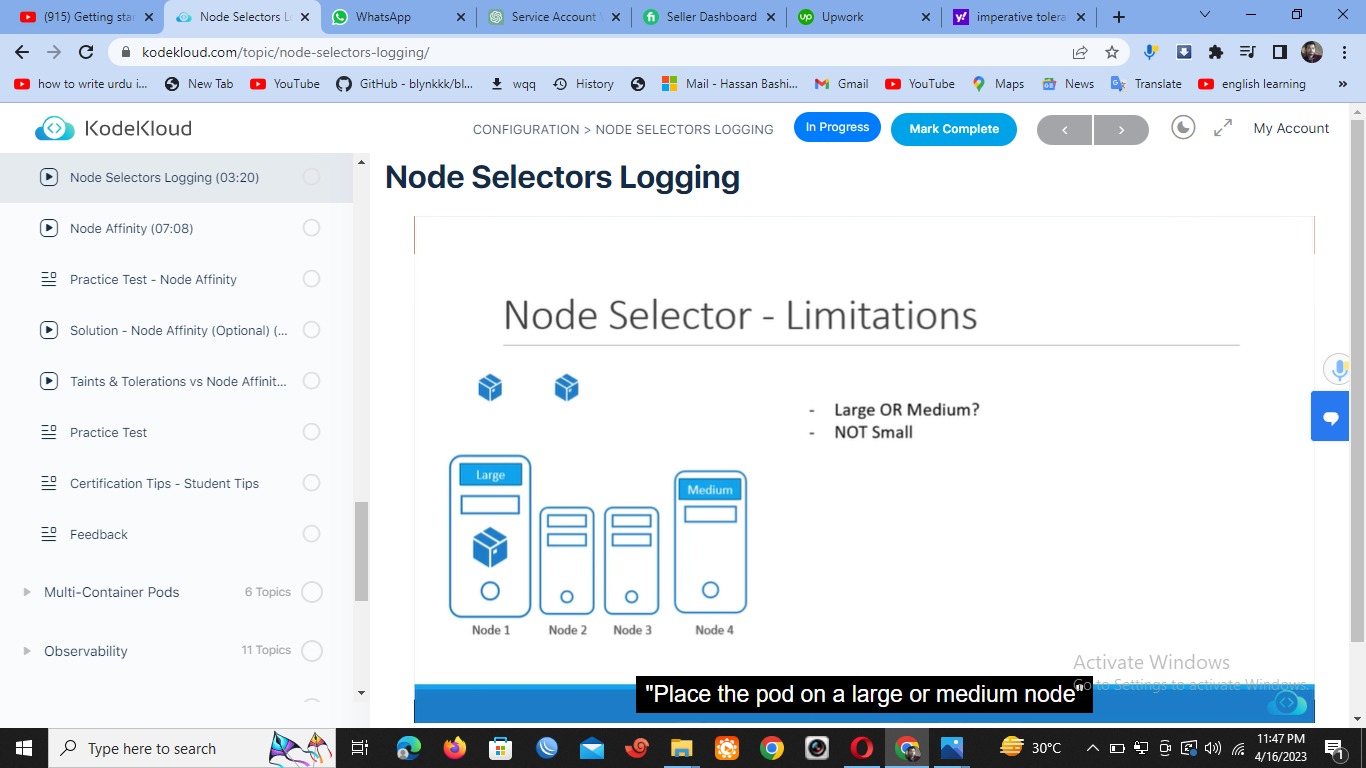 (915) Getting star
Node Selectors Lo
WhatsApp
Service Account
Seller Dashboard
Upwork
imperative tolera
kodekloud.com/topic/node-selectors-logging/
how to write urdu i...
New Tab
YouTube
GitHub - blynkkk/bl...
wqq
History
Mail - Hassan Bashi...
Gmail
YouTube
Maps
News
Translate
english learning
»
KodeKloud
CONFIGURATION > NODE SELECTORS LOGGING
In Progress
Mark Complete
My Account
Node Selectors Logging (03:20)
Node Affinity (07:08)
Practice Test - Node Affinity
Solution - Node Affinity (Optional) (...
Taints & Tolerations vs Node Affinit...
Practice Test
Certification Tips - Student Tips
Feedback
Multi-Container Pods
6 Topics
Observability
11 Topics
Node Selectors Logging
Node Selector - Limitations
- Large OR Medium?
- NOT Small
Large
Medium
Node 1
Node 2
Node 3
Node 4
Activate Windows
Go to Settings to activate Windows.
"Place the pod on a large or medium node"
Type here to search
30°C
11:47 PM
4/16/2023
1